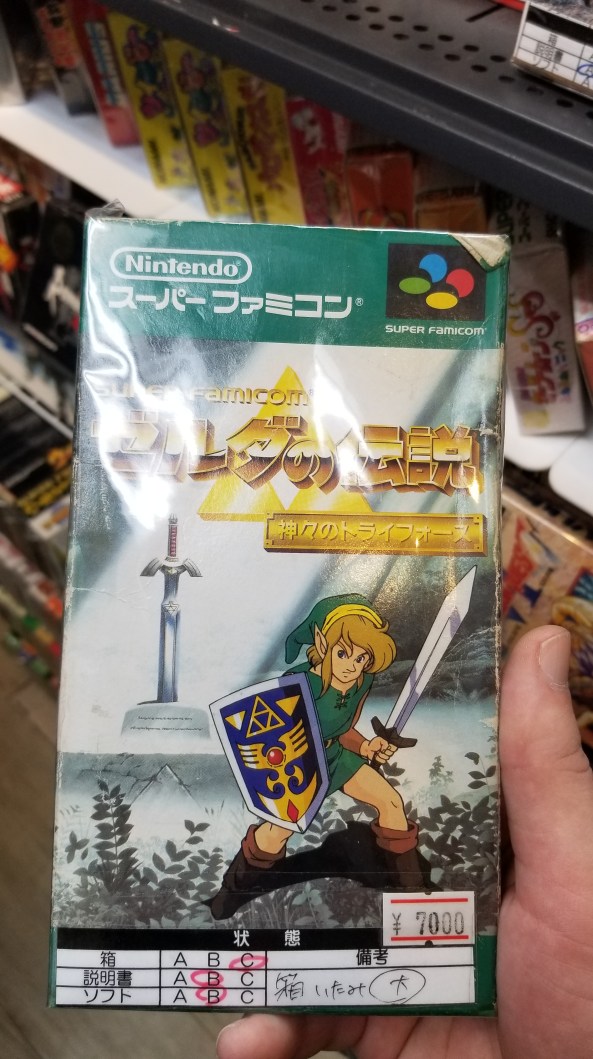 Nintendo
スーパーファミコン®
SUPER FAMICOM
SUPER FAMICOM
ゼルダの伝説
神々のトライフォース
¥ 7000
状態
箱 A B C 備考
説明書 A B C 箱いたみ 大
ソフト A B C